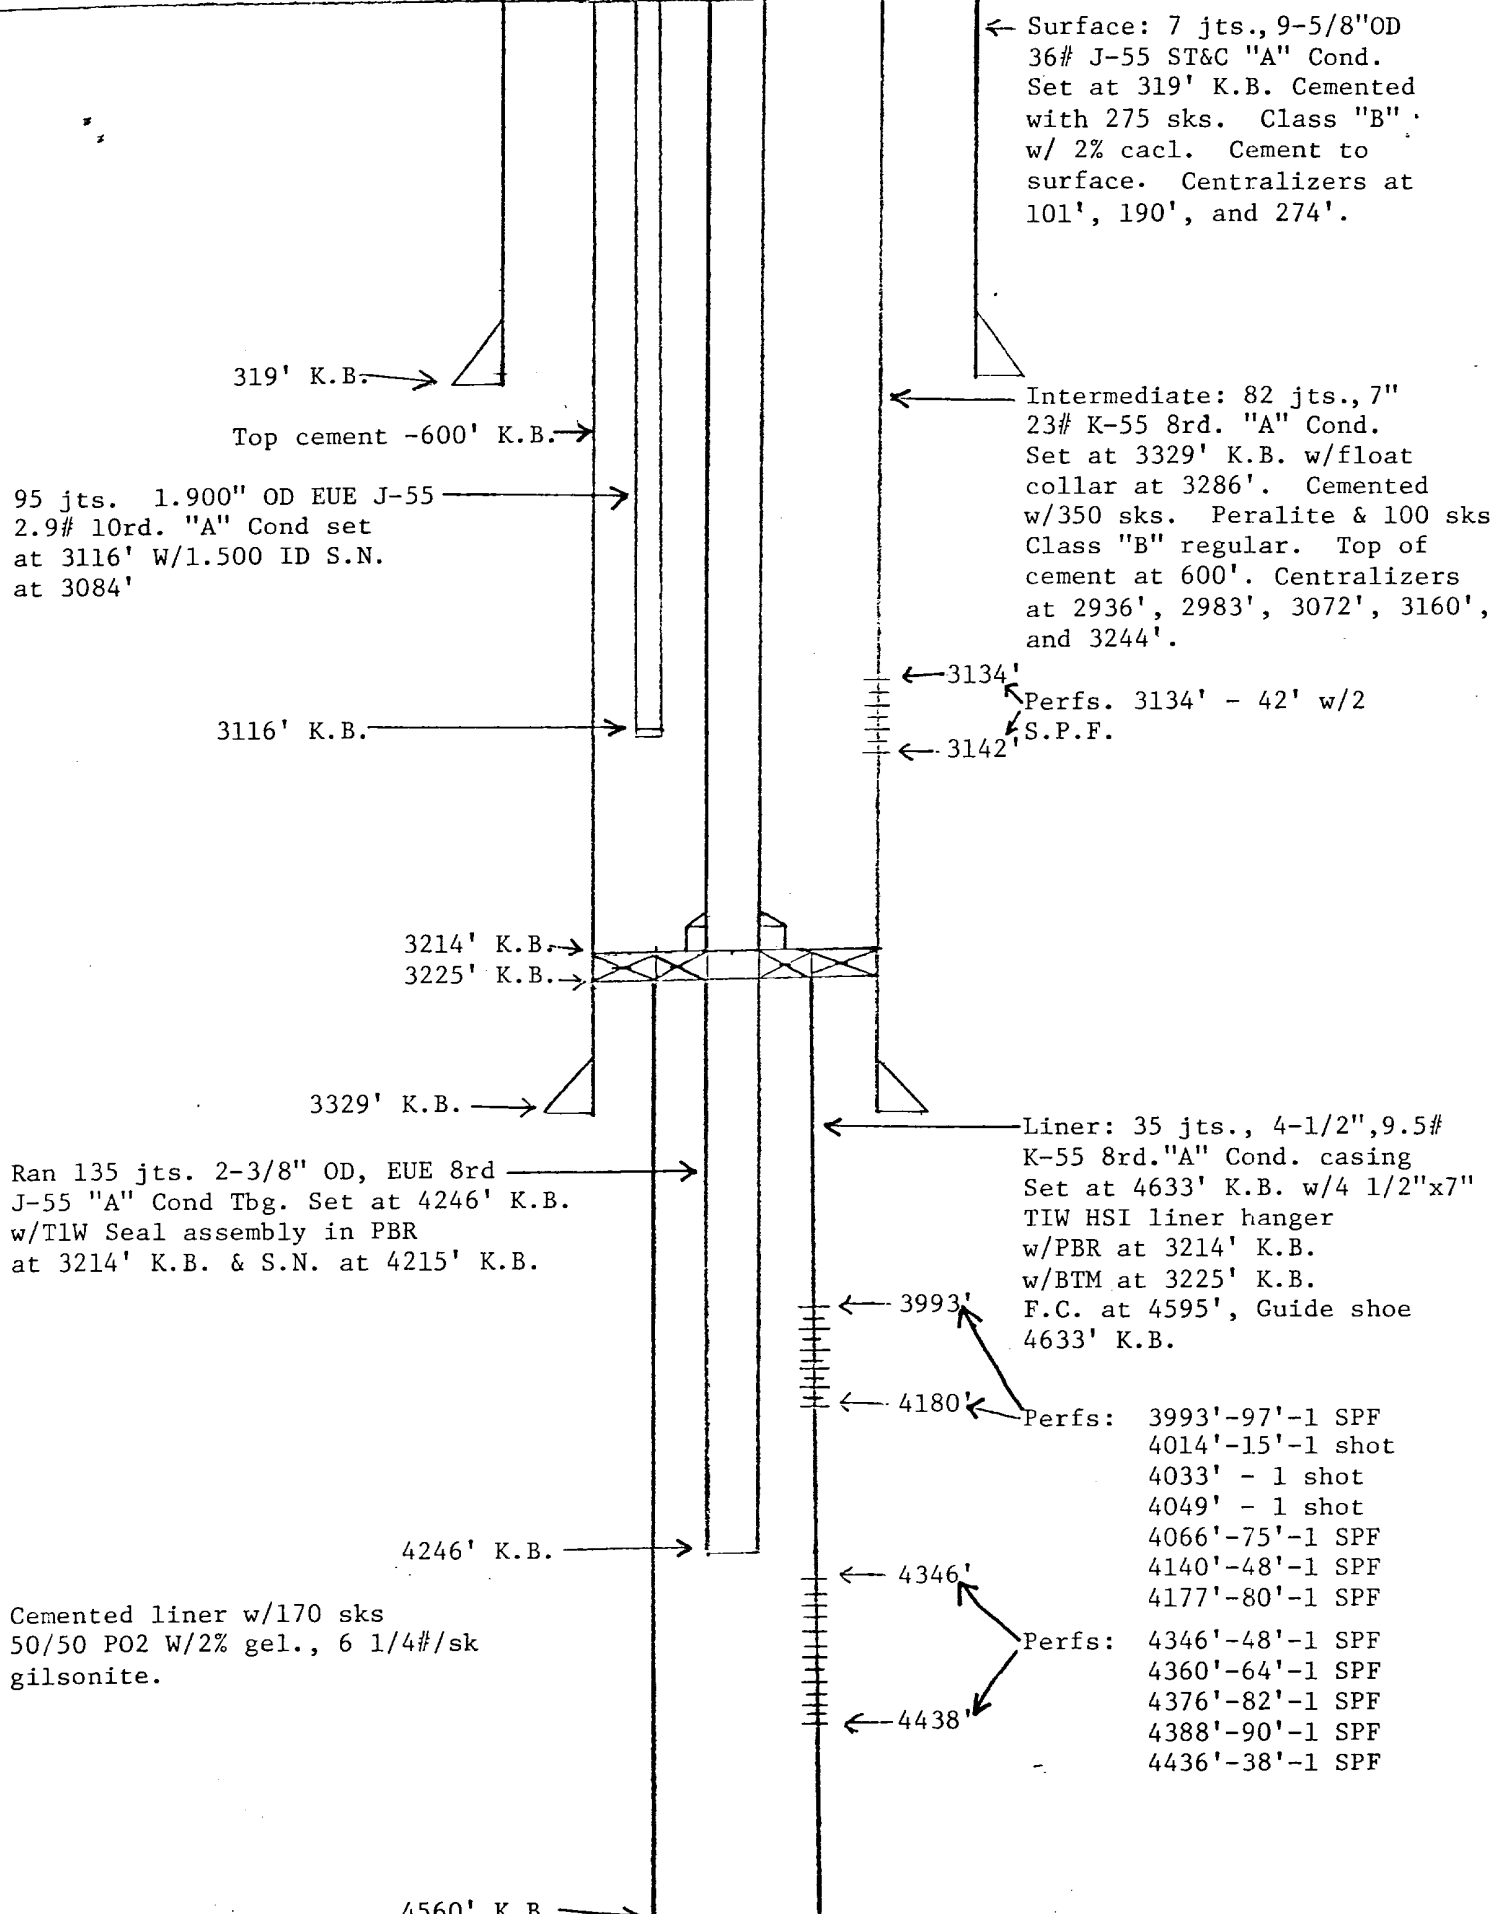 Surface: 7 jts., 9-5/8"OD
36# J-55 ST&C "A" Cond.
Set at 319' K.B. Cemented
with 275 sks. Class "B"
w/ 2% cacl. Cement to
surface. Centralizers at
101', 190', and 274'.
319' K.B.
Top cement -600' K.B.
95 jts. 1.900" OD EUE J-55
2.9# 10rd. "A" Cond set
at 3116' W/1.500 ID S.N.
at 3084'
Intermediate: 82 jts., 7"
23# K-55 8rd. "A" Cond.
Set at 3329' K.B. w/float
collar at 3286'. Cemented
w/350 sks. Peralite & 100 sks
Class "B" regular. Top of
cement at 600'. Centralizers
at 2936', 2983', 3072', 3160',
and 3244'.
3134'
Perfs. 3134' - 42' w/2
S.P.F.
3142'
3116' K.B.
3214' K.B.
3225' K.B.
3329' K.B.
Ran 135 jts. 2-3/8" OD, EUE 8rd
J-55 "A" Cond Tbg. Set at 4246' K.B.
w/T1W Seal assembly in PBR
at 3214' K.B. & S.N. at 4215' K.B.
Liner: 35 jts., 4-1/2",9.5#
K-55 8rd."A" Cond. casing
Set at 4633' K.B. w/4 1/2"x7"
TIW HSI liner hanger
w/PBR at 3214' K.B.
w/BTM at 3225' K.B.
F.C. at 4595', Guide shoe
4633' K.B.
3993'
4180'
Perfs: 3993'-97'-1 SPF
4014'-15'-1 shot
4033' - 1 shot
4049' - 1 shot
4066'-75'-1 SPF
4140'-48'-1 SPF
4177'-80'-1 SPF
4246' K.B.
4346'
Cemented liner w/170 sks
50/50 PO2 W/2% gel., 6 1/4#/sk
gilsonite.
Perfs: 4346'-48'-1 SPF
4360'-64'-1 SPF
4376'-82'-1 SPF
4388'-90'-1 SPF
4436'-38'-1 SPF
4438'
4560' K.B.